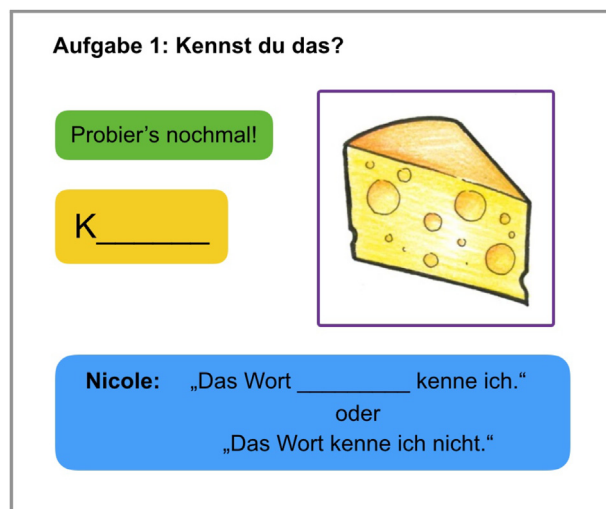 Aufgabe 1: Kennst du das?
Probier’s nochmal!
K______
Nicole: „Das Wort _________ kenne ich.“
oder
„Das Wort kenne ich nicht.“